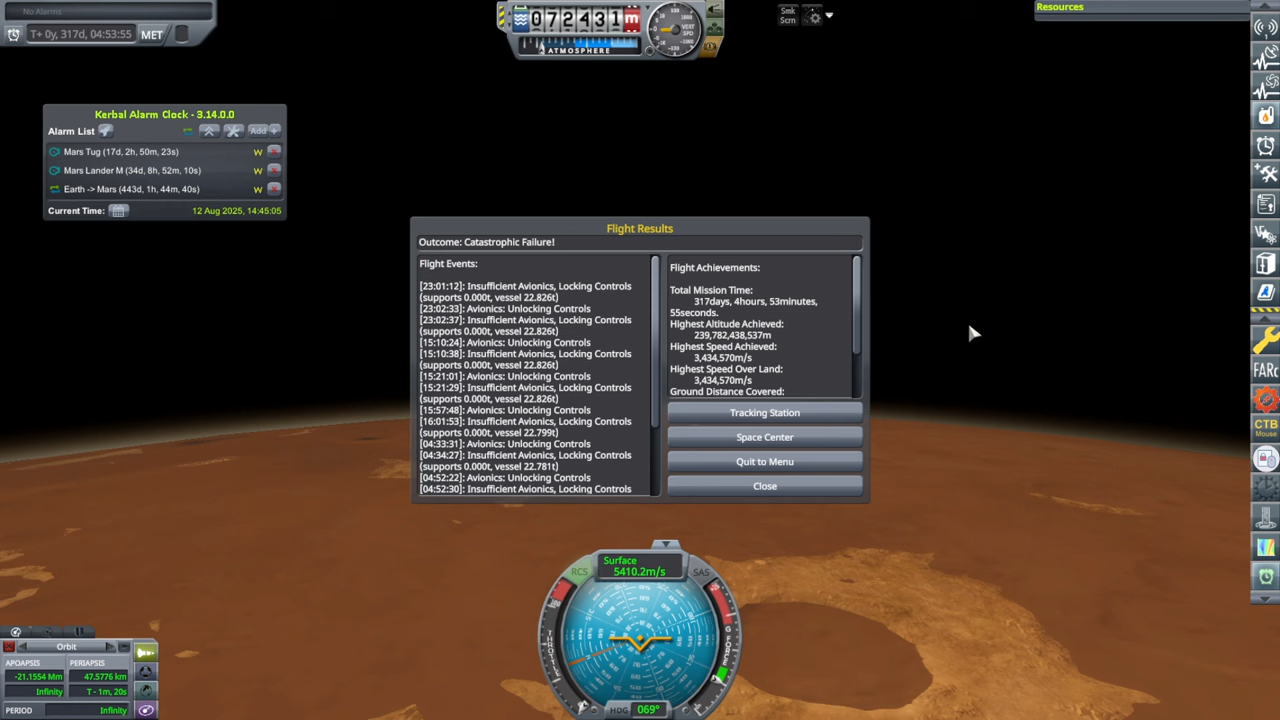 No Alarms
T+ 0y, 317d, 04:53:55 MET
072431 m
ATMOSPHERE
VERT SPD
Smk Scrn
Resources
Kerbal Alarm Clock - 3.14.0.0
Alarm List
Add +
Mars Tug (17d, 2h, 50m, 23s) W
Mars Lander M (34d, 8h, 52m, 10s) W
Earth -> Mars (443d, 1h, 44m, 40s) W
Current Time: 12 Aug 2025, 14:45:05
Flight Results
Outcome: Catastrophic Failure!
Flight Events:
[23:01:12]: Insufficient Avionics, Locking Controls
(supports 0.000t, vessel 22.826t)
[23:02:33]: Avionics: Unlocking Controls
[23:02:37]: Insufficient Avionics, Locking Controls
(supports 0.000t, vessel 22.826t)
[15:10:24]: Avionics: Unlocking Controls
[15:10:38]: Insufficient Avionics, Locking Controls
(supports 0.000t, vessel 22.826t)
[15:21:01]: Avionics: Unlocking Controls
[15:21:29]: Insufficient Avionics, Locking Controls
(supports 0.000t, vessel 22.826t)
[15:57:48]: Avionics: Unlocking Controls
[16:01:53]: Insufficient Avionics, Locking Controls
(supports 0.000t, vessel 22.799t)
[04:33:31]: Avionics: Unlocking Controls
[04:34:27]: Insufficient Avionics, Locking Controls
(supports 0.000t, vessel 22.781t)
[04:52:22]: Avionics: Unlocking Controls
[04:52:30]: Insufficient Avionics, Locking Controls
Flight Achievements:
Total Mission Time:
317days, 4hours, 53minutes,
55seconds.
Highest Altitude Achieved:
239,782,438,537m
Highest Speed Achieved:
3,434,570m/s
Highest Speed Over Land:
3,434,570m/s
Ground Distance Covered:
Tracking Station
Space Center
Quit to Menu
Close
FARc
CTB
Mouse
Surface
5410.2m/s
RCS
SAS
THROTTLE
G FORCE
HDG 069°
Orbit
APOAPSIS PERIAPSIS
-21.1554 Mm 47.5776 km
Infinity T - 1m, 20s
PERIOD Infinity